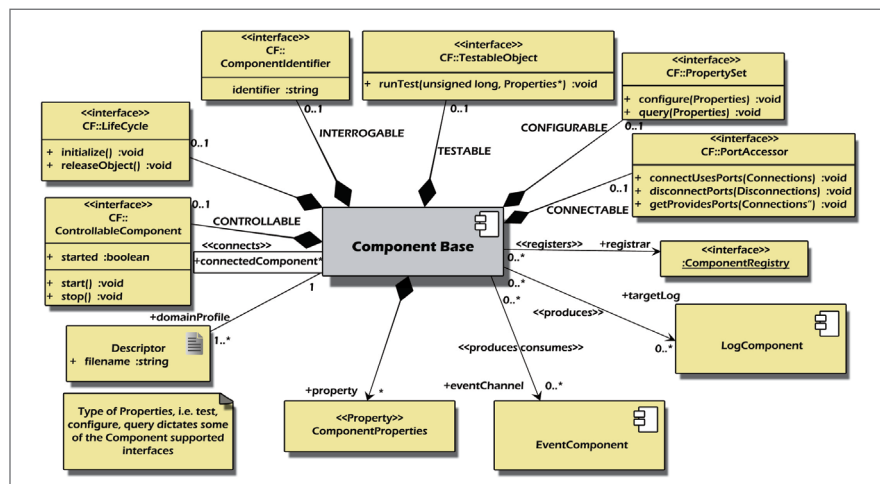 <<interface>>
CF::
ComponentIdentifier
identifier :string
0..1
INTERROGABLE
<<interface>>
CF::TestableObject
+ runTest(unsigned long, Properties*) :void
0..1
TESTABLE
<<interface>>
CF::PropertySet
+ configure(Properties) :void
+ query(Properties) :void
0..1
CONFIGURABLE
<<interface>>
CF::LifeCycle
+ initialize() :void
+ releaseObject() :void
0..1
<<interface>>
CF::PortAccessor
+ connectUsesPorts(Connections) :void
+ disconnectPorts(Disconnections) :void
+ getProvidesPorts(Connections") :void
0..1
CONNECTABLE
<<interface>>
CF::
ControllableComponent
+ started :boolean
+ start() :void
+ stop() :void
0..1
CONTROLLABLE
<<connects>>
+connectedComponent*
Component Base
<<registers>>
+registrar
0..*
<<interface>>
:ComponentRegistry
1
+domainProfile
1..*
Descriptor
+ filename :string
0..*
+targetLog
<<produces>>
0..*
LogComponent
0..*
<<produces consumes>>
+eventChannel
0..*
EventComponent
+property
*
<<Property>>
ComponentProperties
Type of Properties, i.e. test,
configure, query dictates some
of the Component supported
interfaces